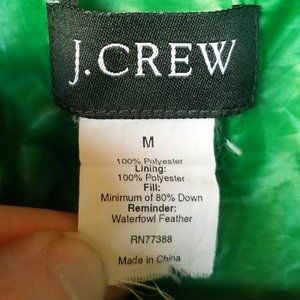 J.CREW
M
100% Polyester
Lining:
100% Polyester
Fill:
Minimum of 80% Down
Reminder:
Waterfowl Feather
RN77388
Made in China